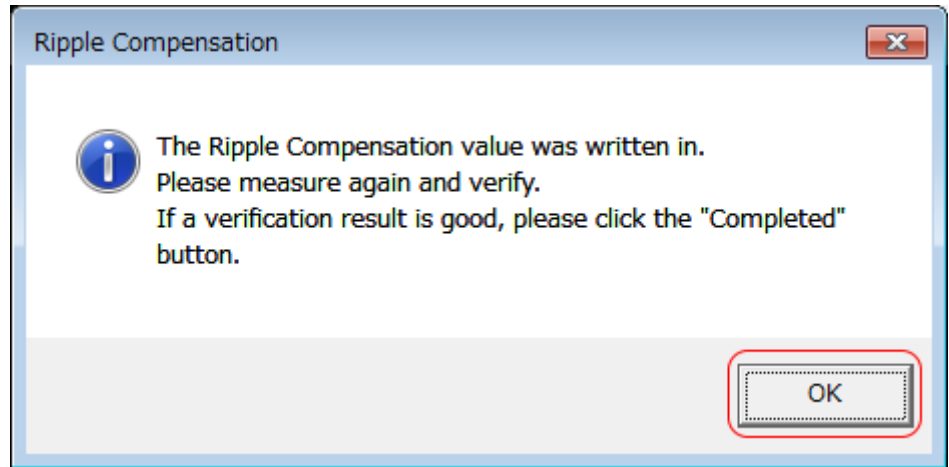 Ripple Compensation
The Ripple Compensation value was written in.
Please measure again and verify.
If a verification result is good, please click the "Completed"
button.
OK